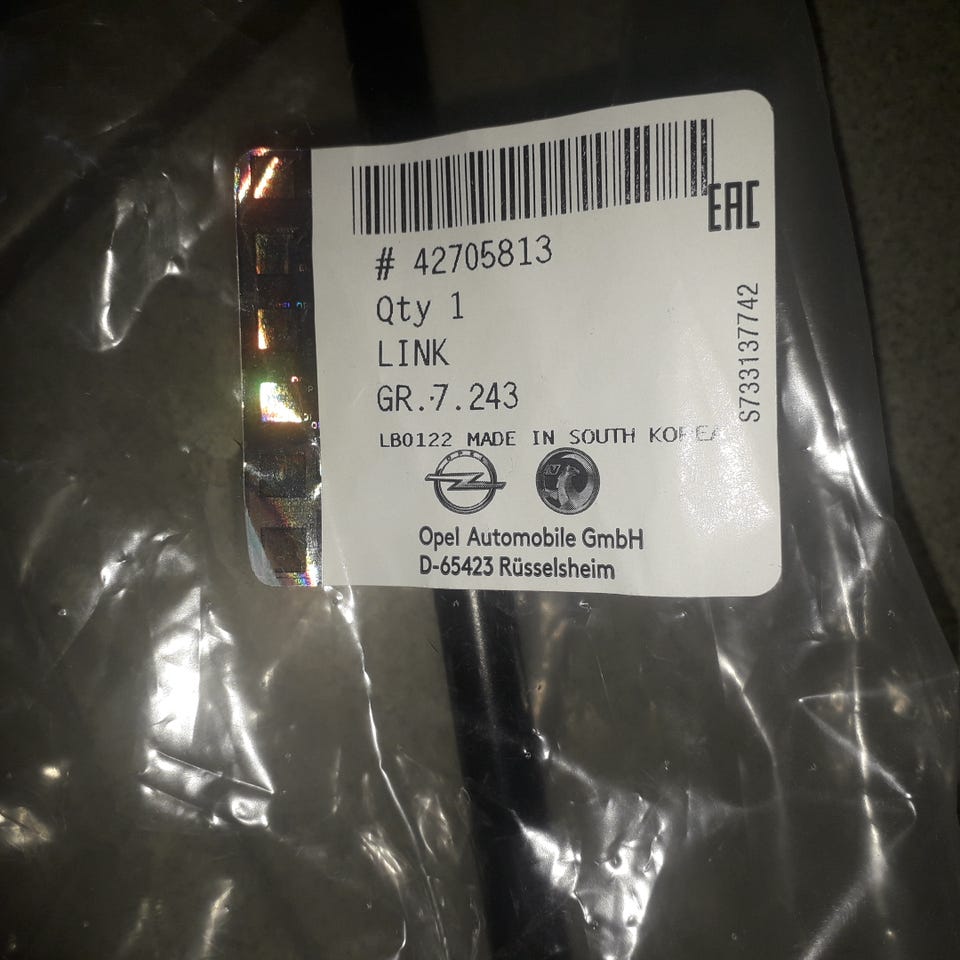 EAC
# 42705813
Qty 1
LINK
GR.7.243
S733137742
LB0122 MADE IN SOUTH KOREA
OPEL
Opel Automobile GmbH
D-65423 Rüsselsheim